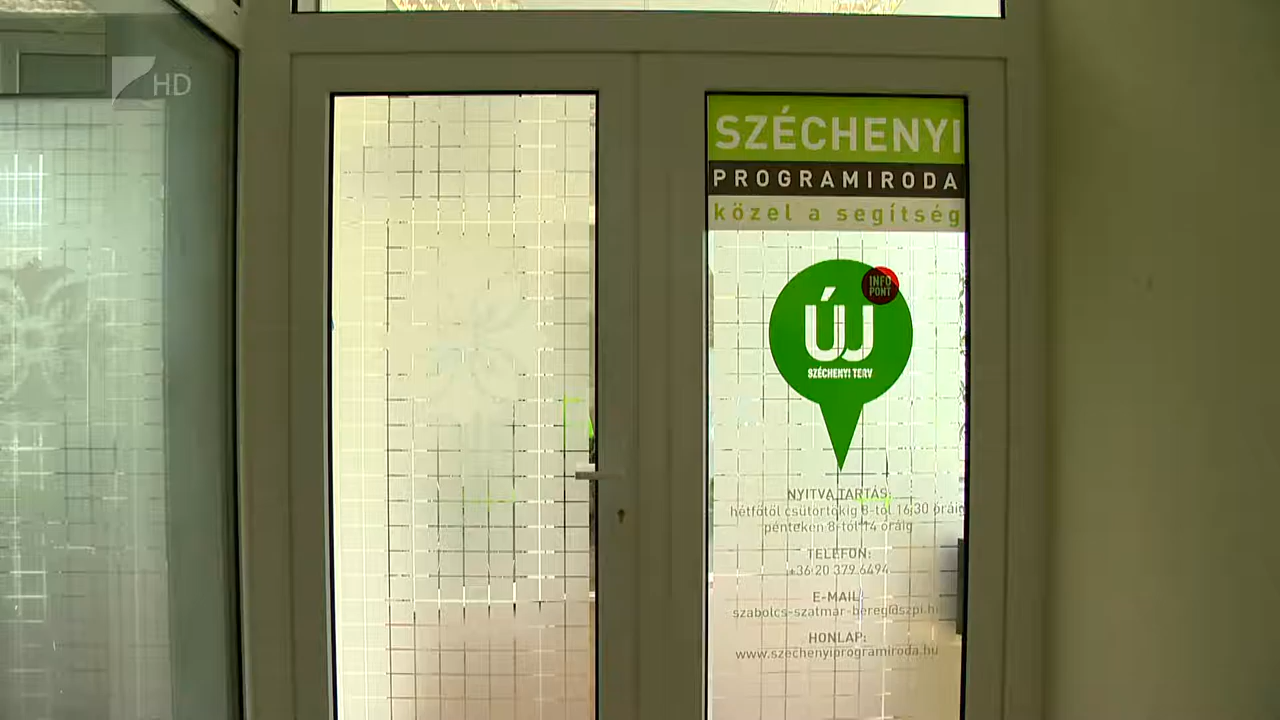 HD
SZÉCHENYI
PROGRAMIRODA
közel a segítség
INFO
PONT
ÚJ
SZÉCHENYI TERV
NYITVA TARTÁS:
hétfőtől csütörtökig 8-tól 16,30 óráig
pénteken 8-tól 14 óráig
TELEFON:
+36 20 379 6494
E-MAIL:
szabolcs-szatmar-bereg@szpi.hu
HONLAP:
www.szechenyiprogramiroda.hu